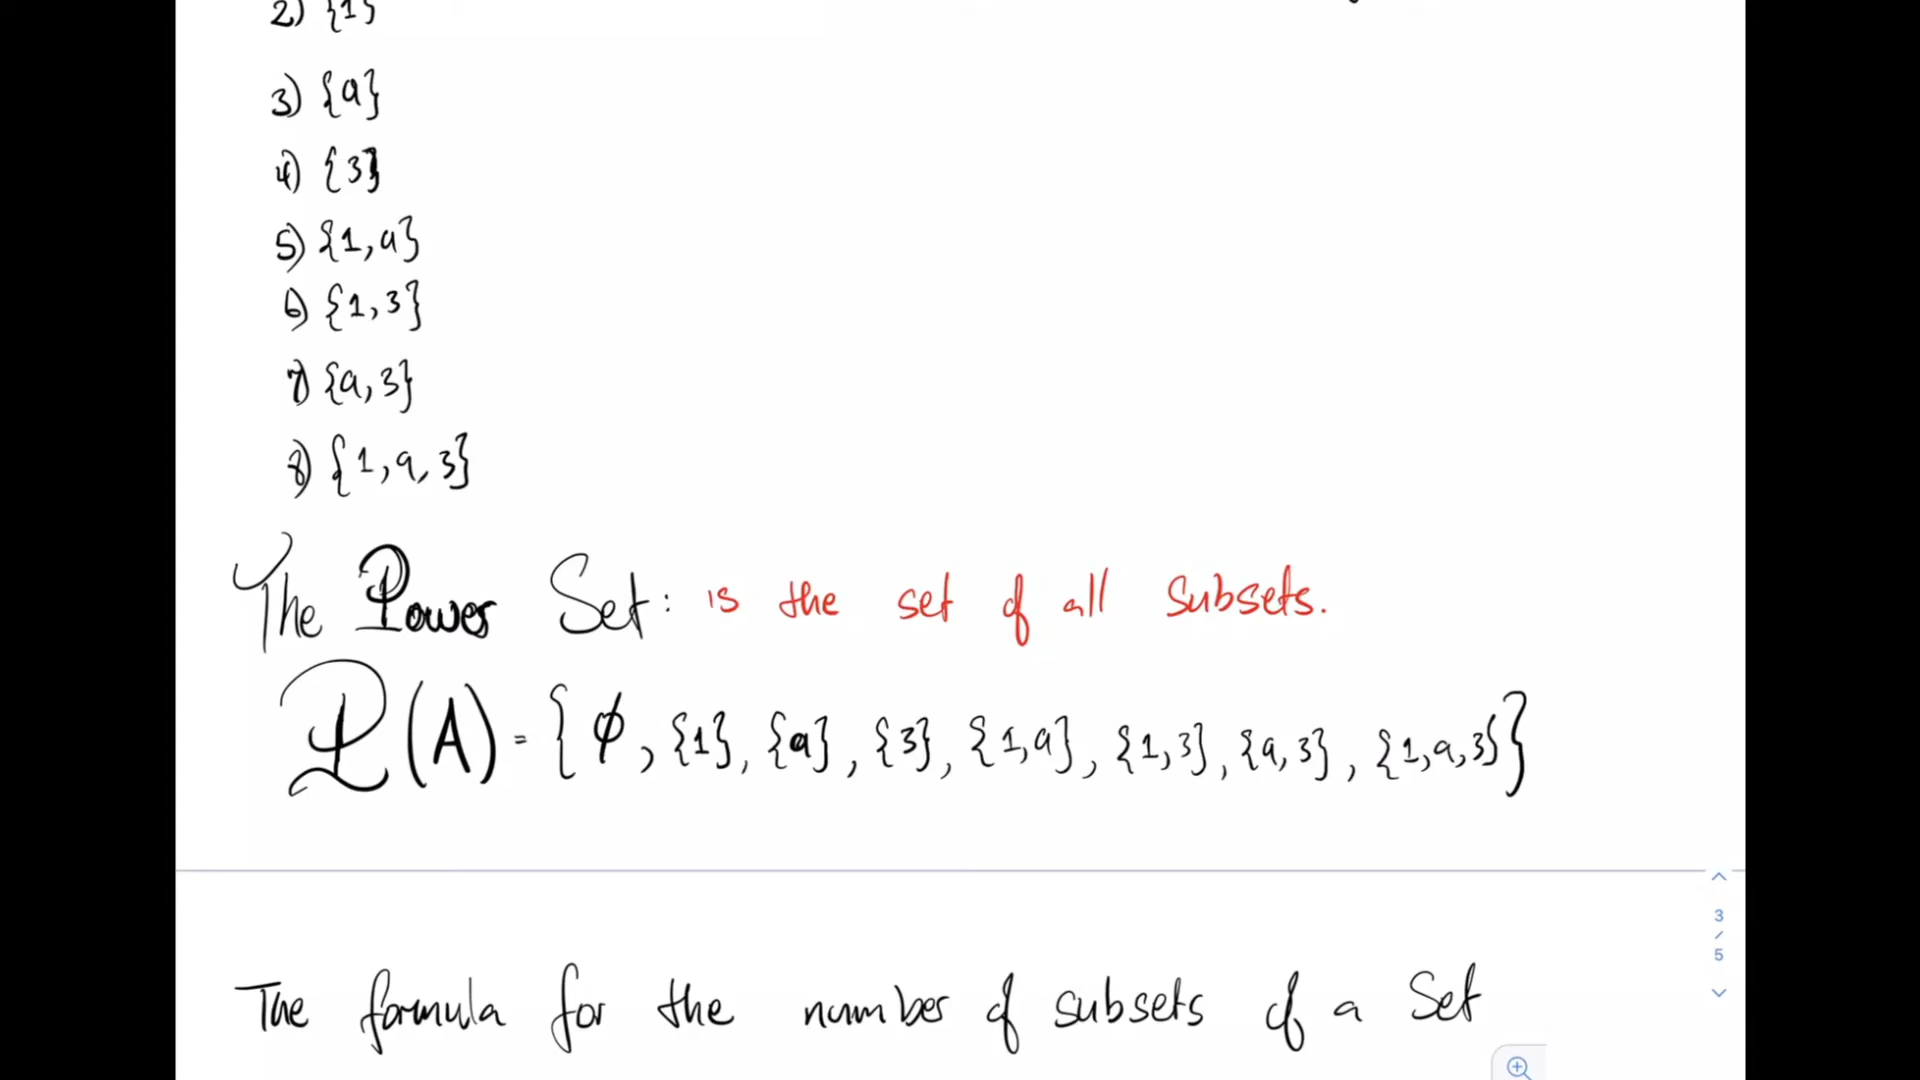 2) {1}
3) {a}
4) {3}
5) {1,a}
6) {1,3}
7) {a,3}
8) {1,a,3}
The Power Set: is the set of all subsets.
P(A) = {∅, {1}, {a}, {3}, {1,a}, {1,3}, {a,3}, {1,a,3}}
3
/
5
The formula for the number of subsets of a Set